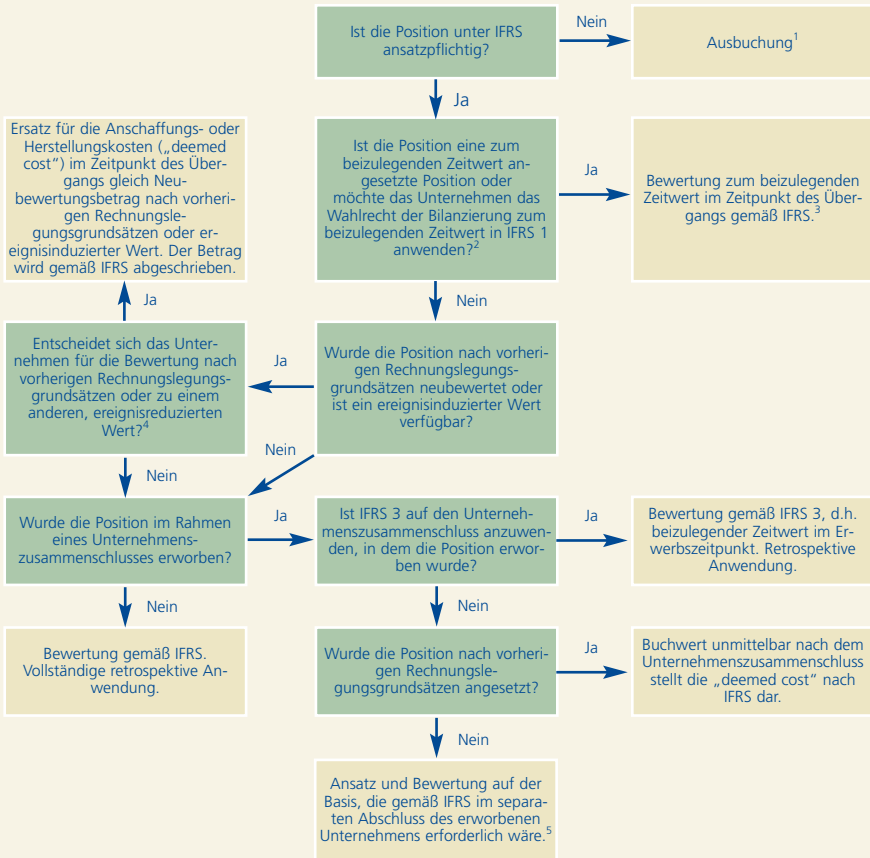 Ist die Position unter IFRS
ansatzpflichtig?
Nein
Ausbuchung¹
Ja
Ersatz für die Anschaffungs- oder
Herstellungskosten („deemed
cost“) im Zeitpunkt des Über-
gangs gleich Neu-
bewertungsbetrag nach vorheri-
gen Rechnungsle-
gungsgrundsätzen oder er-
eignisinduzierter Wert. Der Betrag
wird gemäß IFRS abgeschrieben.
Ist die Position eine zum
beizulegenden Zeitwert an-
gesetzte Position oder
möchte das Unternehmen das
Wahlrecht der Bilanzierung zum
beizulegenden Zeitwert in IFRS 1
anwenden?²
Ja
Bewertung zum beizulegenden
Zeitwert im Zeitpunkt des Über-
gangs gemäß IFRS.³
Ja
Nein
Entscheidet sich das Unter-
nehmen für die Bewertung nach
vorherigen Rechnungslegungs-
grundsätzen oder zu einem
anderen, ereignisreduzierten
Wert?⁴
Ja
Wurde die Position nach vorheri-
gen Rechnungslegungs-
grundsätzen neubewertet oder
ist ein ereignisinduzierter Wert
verfügbar?
Nein
Nein
Wurde die Position im Rahmen
eines Unternehmens-
zusammenschlusses erworben?
Ja
Ist IFRS 3 auf den Unterneh-
menszusammenschluss anzuwen-
den, in dem die Position erwor-
ben wurde?
Ja
Bewertung gemäß IFRS 3, d.h.
beizulegender Zeitwert im Er-
werbszeitpunkt. Retrospektive
Anwendung.
Nein
Nein
Bewertung gemäß IFRS.
Vollständige retrospektive An-
wendung.
Wurde die Position nach vorheri-
gen Rechnungsle-
gungsgrundsätzen angesetzt?
Ja
Buchwert unmittelbar nach dem
Unternehmenszusammenschluss
stellt die „deemed cost“ nach
IFRS dar.
Nein
Ansatz und Bewertung auf der
Basis, die gemäß IFRS im separa-
ten Abschluss des erworbenen
Unternehmens erforderlich wäre.⁵